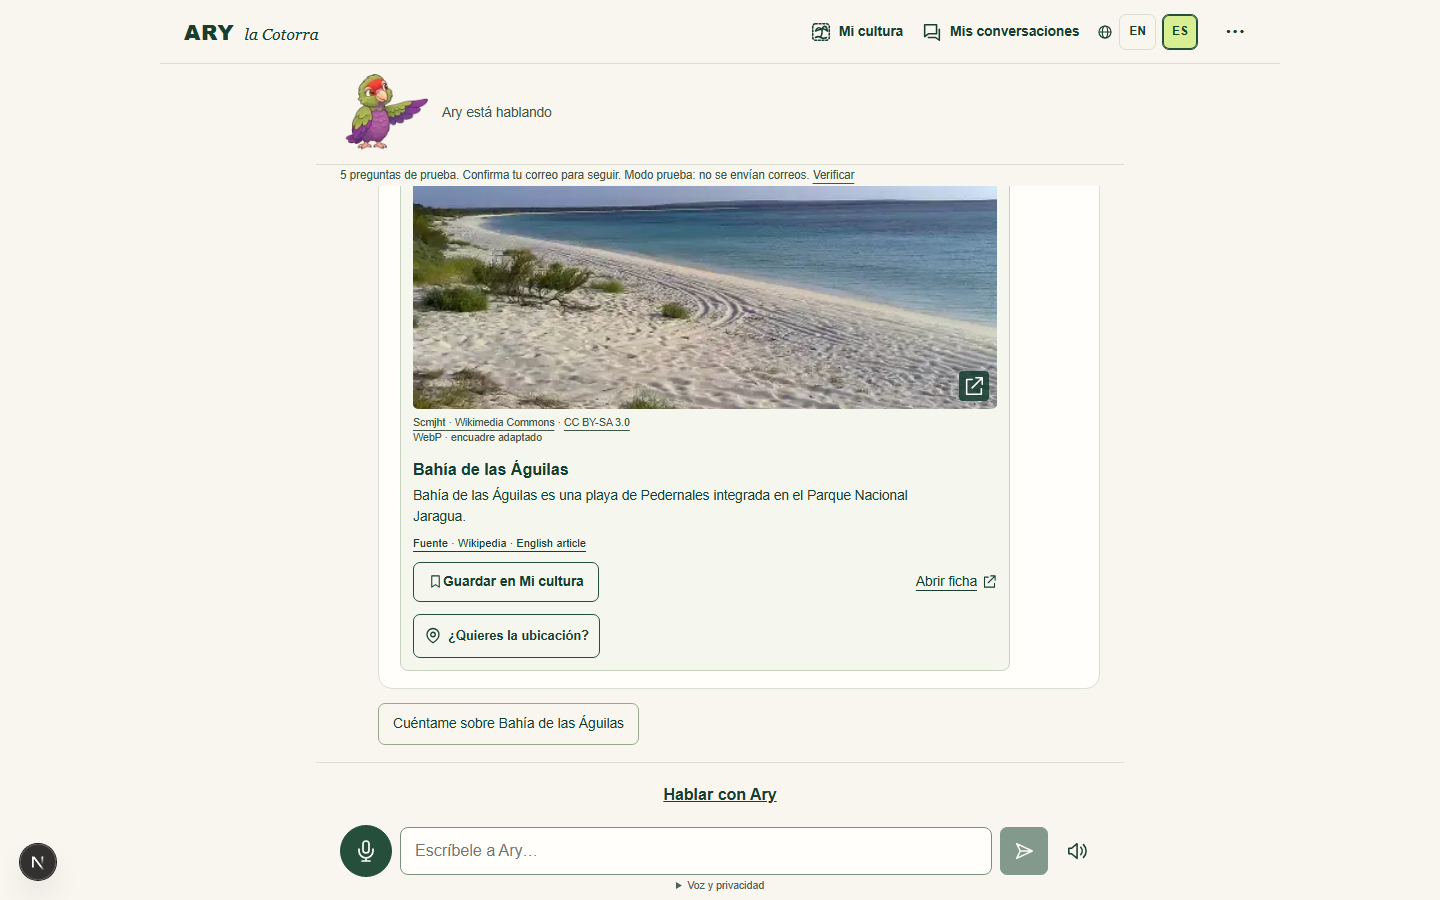 ARY la Cotorra
Mi cultura
Mis conversaciones
EN
ES
Ary está hablando
5 preguntas de prueba. Confirma tu correo para seguir. Modo prueba: no se envían correos. Verificar
Scmjht · Wikimedia Commons · CC BY-SA 3.0
WebP · encuadre adaptado
Bahía de las Águilas
Bahía de las Águilas es una playa de Pedernales integrada en el Parque Nacional
Jaragua.
Fuente · Wikipedia · English article
Guardar en Mi cultura
Abrir ficha
¿Quieres la ubicación?
Cuéntame sobre Bahía de las Águilas
Hablar con Ary
Escríbele a Ary…
N
Voz y privacidad